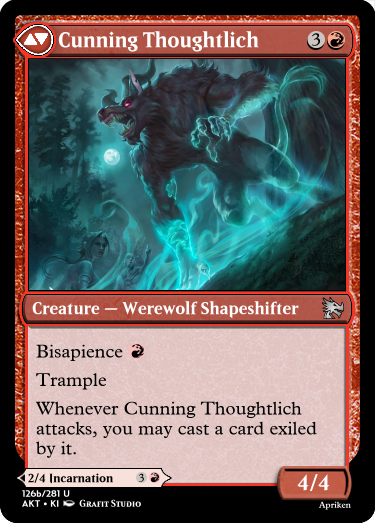 Cunning Thoughtlich 3
Creature — Werewolf Shapeshifter
Bisapience
Trample
Whenever Cunning Thoughtlich
attacks, you may cast a card exiled
by it.
2/4 Incarnation 3
4/4
126b/281 U
AKT • KI Grafit Studio
Apriken